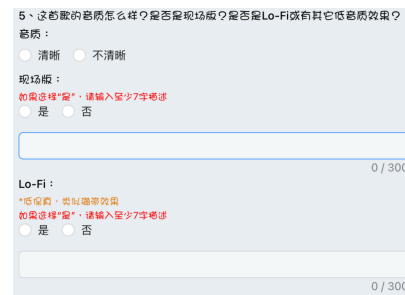 5、这首歌的音质怎么样？是否是现场版？是否是Lo-Fi或有其它低音质效果？
音质：
清晰 不清晰
现场版：
如果选择“是”，请输入至少7字描述
是 否
0 / 300
Lo-Fi：
*低保真，类似磁带效果
如果选择“是”，请输入至少7字描述
是 否
0 / 300